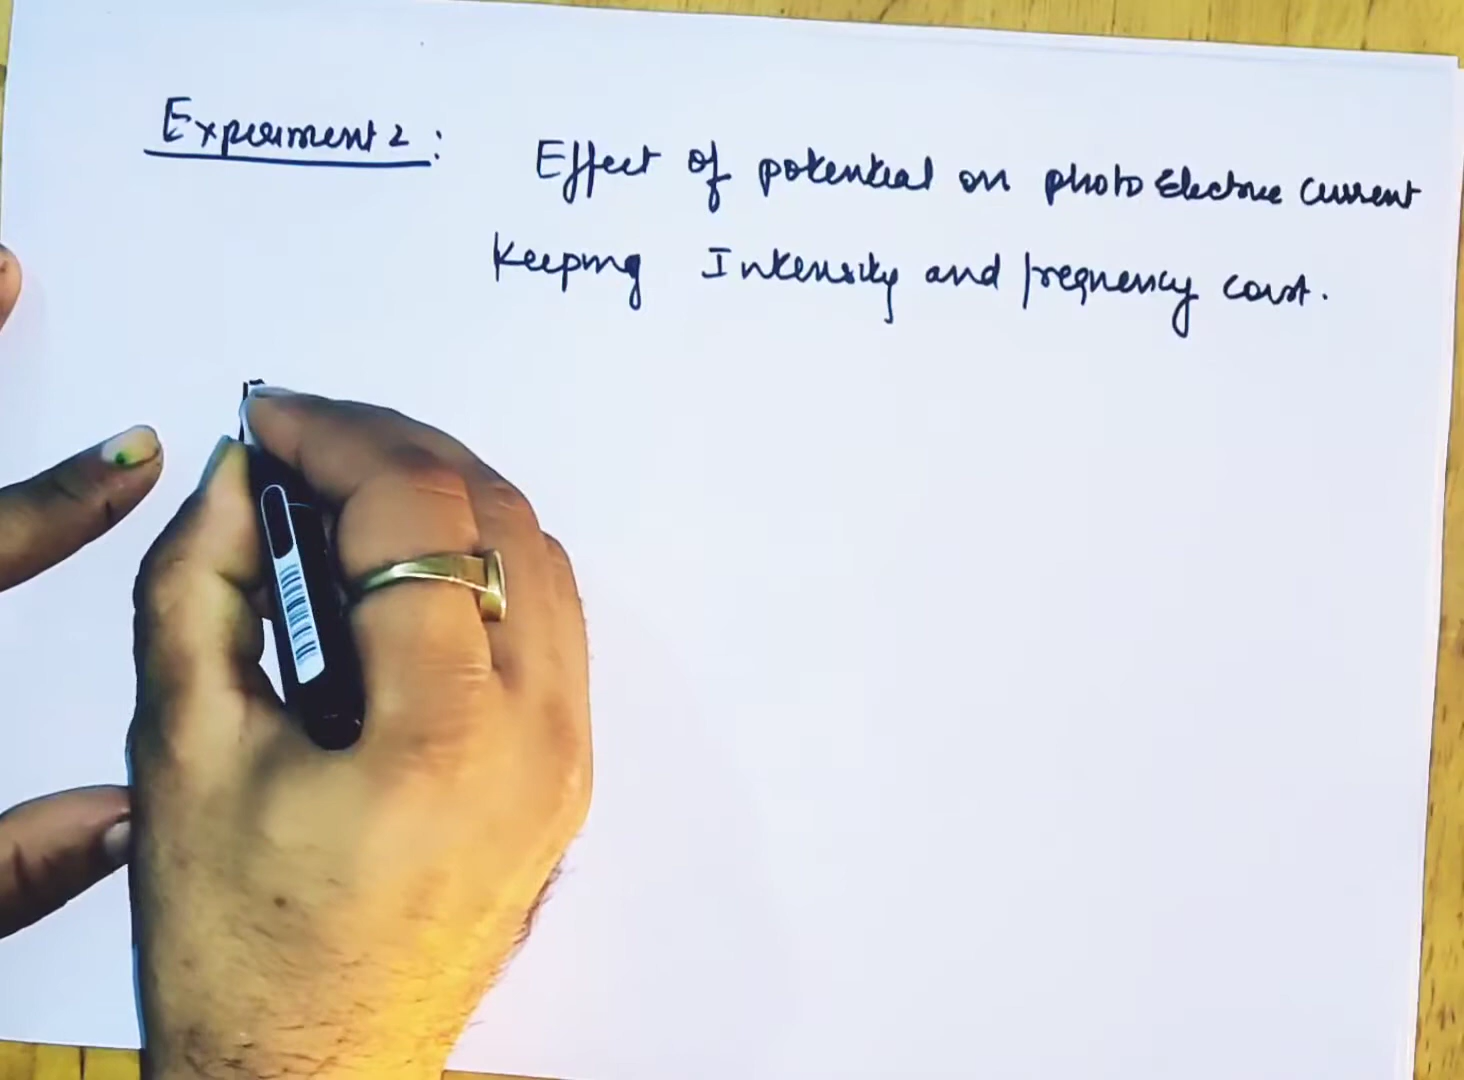 Experiment 2 :
Effect of potential on photo Electric current
Keeping Intensity and frequency const.